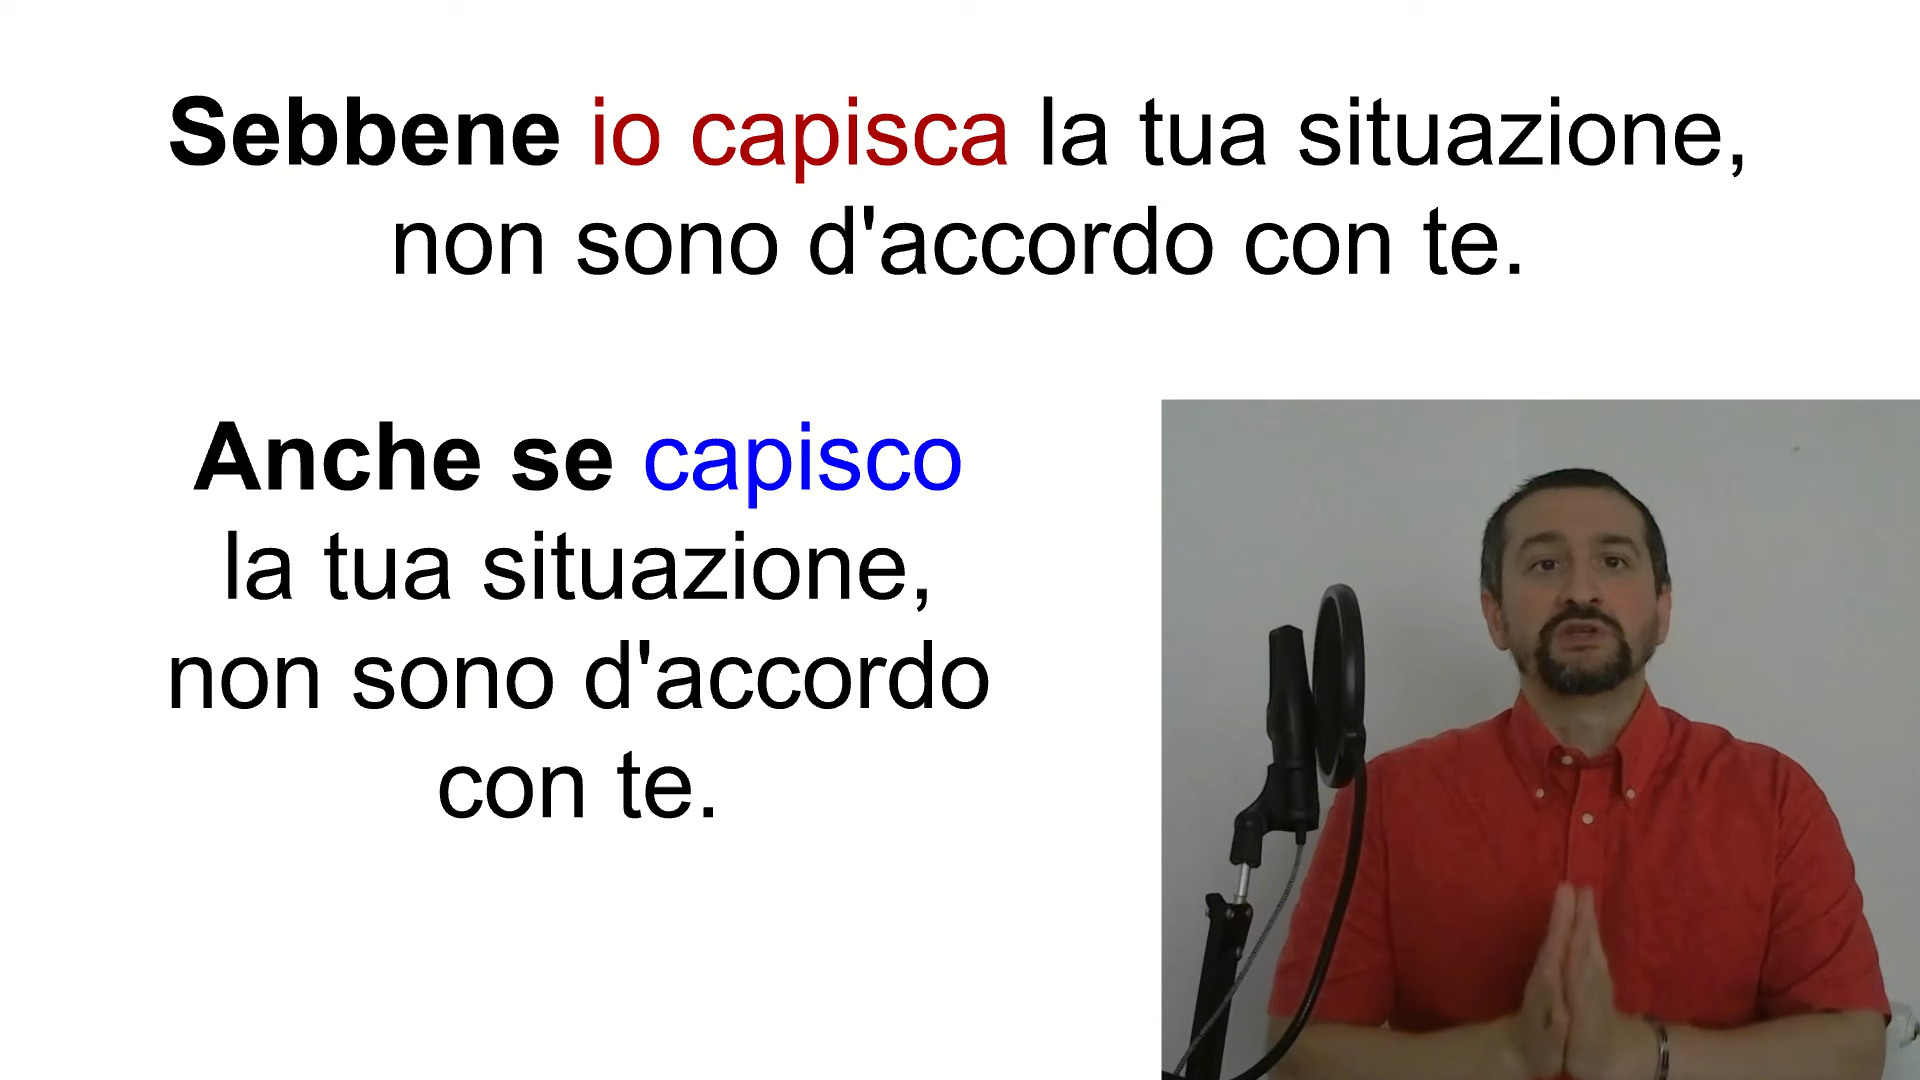 Sebbene io capisca la tua situazione,
non sono d'accordo con te.
Anche se capisco
la tua situazione,
non sono d'accordo
con te.